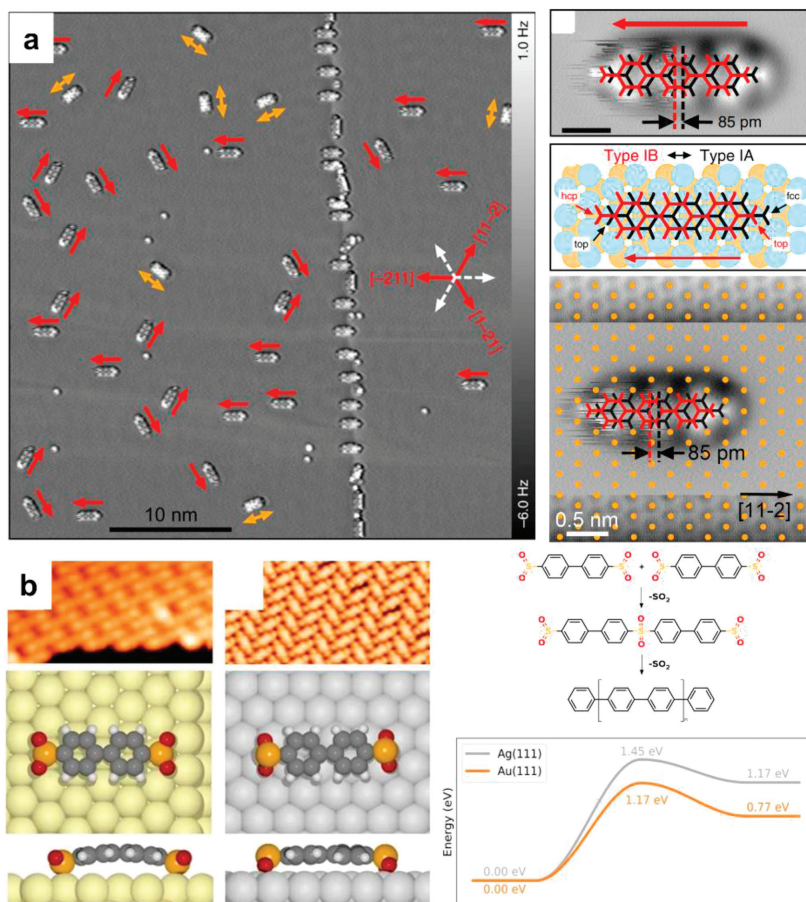 a
1.0 Hz
–6.0 Hz
[11–2]
[–211]
[1–21]
10 nm
85 pm
Type IB ↔ Type IA
hcp
fcc
top
top
85 pm
[11-2]
0.5 nm
b
O
S
O
+
O
S
O
O
S
O
O
S
O
-SO2
O
S
O
O
S
O
O
S
O
-SO2
n
Energy (eV)
Ag(111)
Au(111)
1.45 eV
1.17 eV
1.17 eV
0.77 eV
0.00 eV
0.00 eV